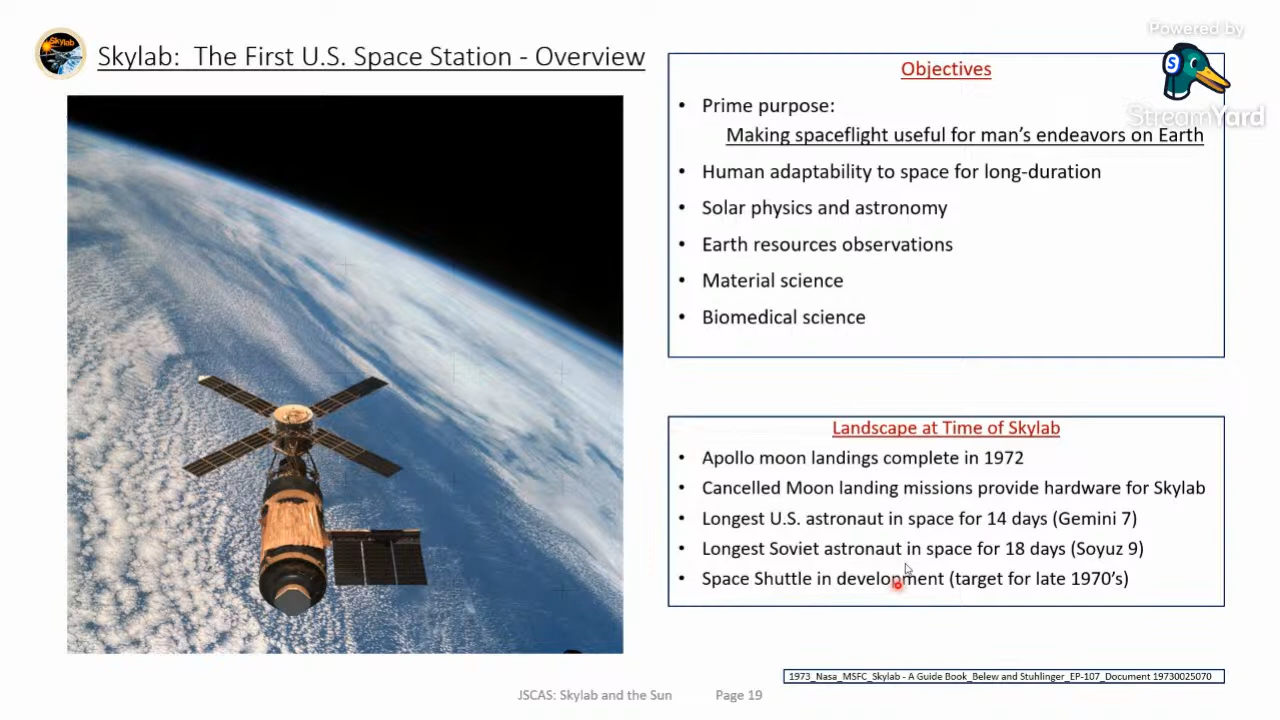 Skylab
Skylab: The First U.S. Space Station - Overview
Objectives
• Prime purpose:
Making spaceflight useful for man's endeavors on Earth
• Human adaptability to space for long-duration
• Solar physics and astronomy
• Earth resources observations
• Material science
• Biomedical science
Landscape at Time of Skylab
• Apollo moon landings complete in 1972
• Cancelled Moon landing missions provide hardware for Skylab
• Longest U.S. astronaut in space for 14 days (Gemini 7)
• Longest Soviet astronaut in space for 18 days (Soyuz 9)
• Space Shuttle in development (target for late 1970's)
1973_Nasa_MSFC_Skylab - A Guide Book_Belew and Stuhlinger_EP-107_Document 19730025070
JSCAS: Skylab and the Sun Page 19
Powered by
S
StreamYard